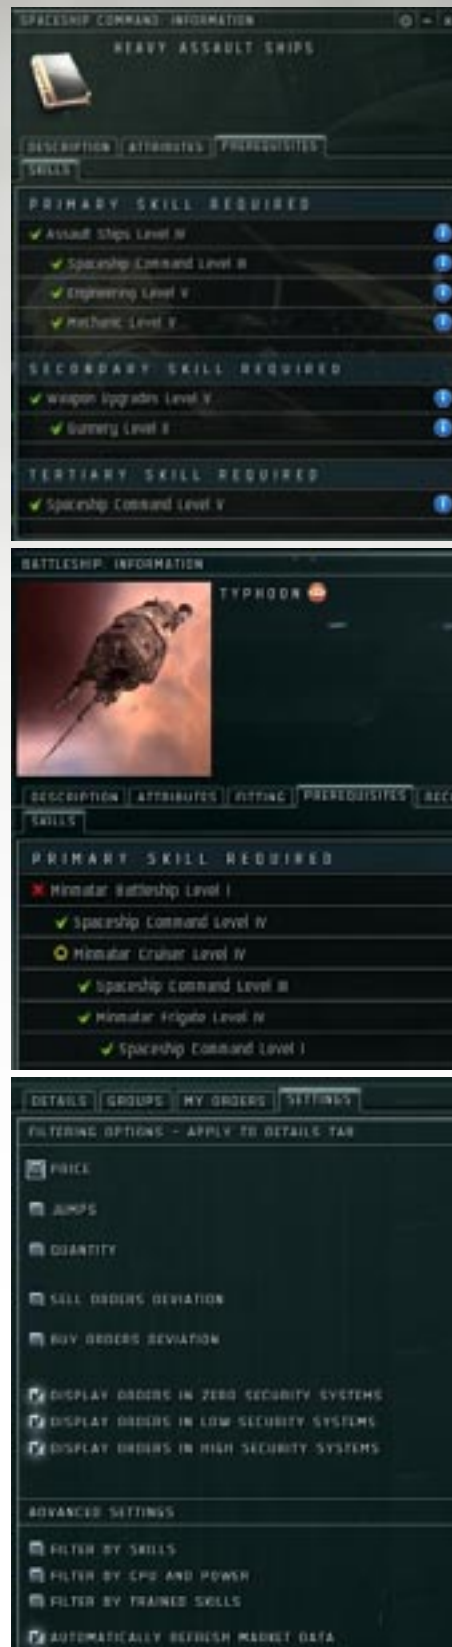 SPACESHIP COMMAND: INFORMATION
HEAVY ASSAULT SHIPS
DESCRIPTION ATTRIBUTES PREREQUISITES
SKILLS
PRIMARY SKILL REQUIRED
Assault Ships Level IV
Spaceship Command Level III
Engineering Level V
Mechanic Level V
SECONDARY SKILL REQUIRED
Weapon Upgrades Level V
Gunnery Level II
TERTIARY SKILL REQUIRED
Spaceship Command Level V
BATTLESHIP: INFORMATION
TYPHOON
DESCRIPTION ATTRIBUTES FITTING PREREQUISITES
SKILLS
PRIMARY SKILL REQUIRED
Minmatar Battleship Level I
Spaceship Command Level IV
Minmatar Cruiser Level IV
Spaceship Command Level III
Minmatar Frigate Level IV
Spaceship Command Level I
DETAILS GROUPS MY ORDERS SETTINGS
FILTERING OPTIONS - APPLY TO DETAILS TAB
PRICE
JUMPS
QUANTITY
SELL ORDERS DEVIATION
BUY ORDERS DEVIATION
DISPLAY ORDERS IN ZERO SECURITY SYSTEMS
DISPLAY ORDERS IN LOW SECURITY SYSTEMS
DISPLAY ORDERS IN HIGH SECURITY SYSTEMS
ADVANCED SETTINGS
FILTER BY SKILLS
FILTER BY CPU AND POWER
FILTER BY TRAINED SKILLS
AUTOMATICALLY REFRESH MARKET DATA